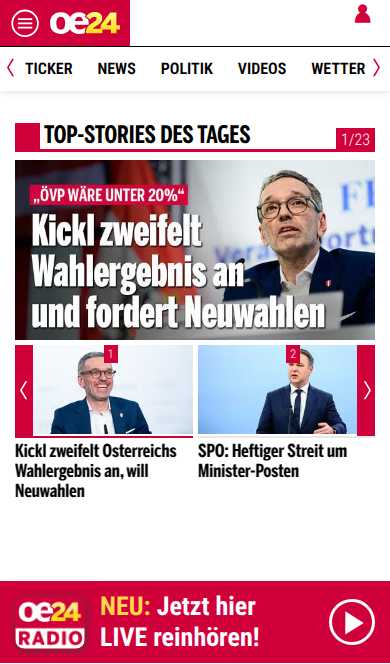 oe24
TICKER NEWS POLITIK VIDEOS WETTER
TOP-STORIES DES TAGES
1/23
„ÖVP WÄRE UNTER 20%“
Kickl zweifelt
Wahlergebnis an
und fordert Neuwahlen
1
2
Kickl zweifelt Österreichs
Wahlergebnis an, will
Neuwahlen
SPÖ: Heftiger Streit um
Minister-Posten
oe24
RADIO
NEU: Jetzt hier
LIVE reinhören!